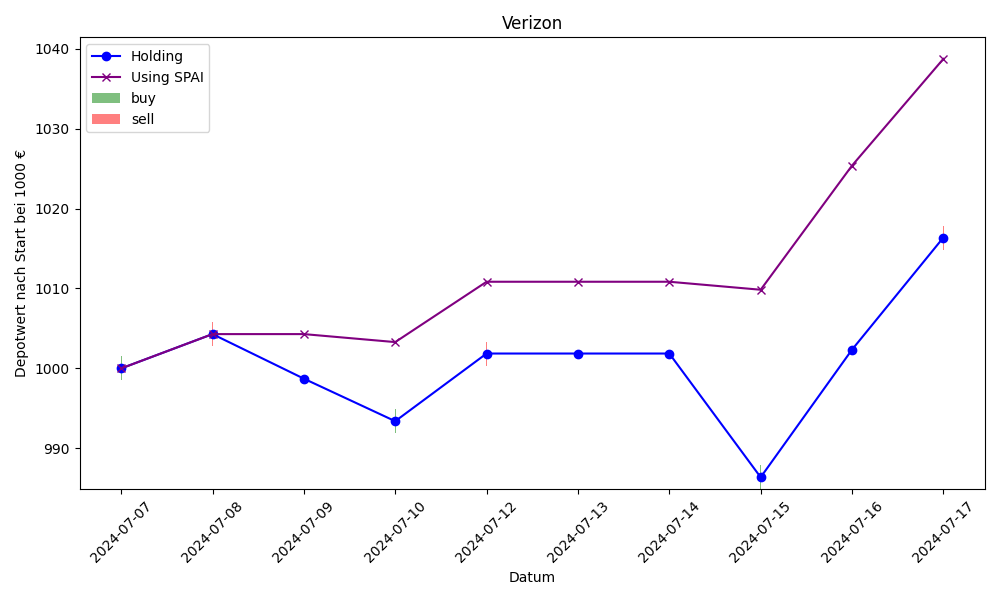 Verizon
Holding
Using SPAI
buy
sell
Depotwert nach Start bei 1000 €
1040
1030
1020
1010
1000
990
2024-07-07
2024-07-08
2024-07-09
2024-07-10
2024-07-12
2024-07-13
2024-07-14
2024-07-15
2024-07-16
2024-07-17
Datum